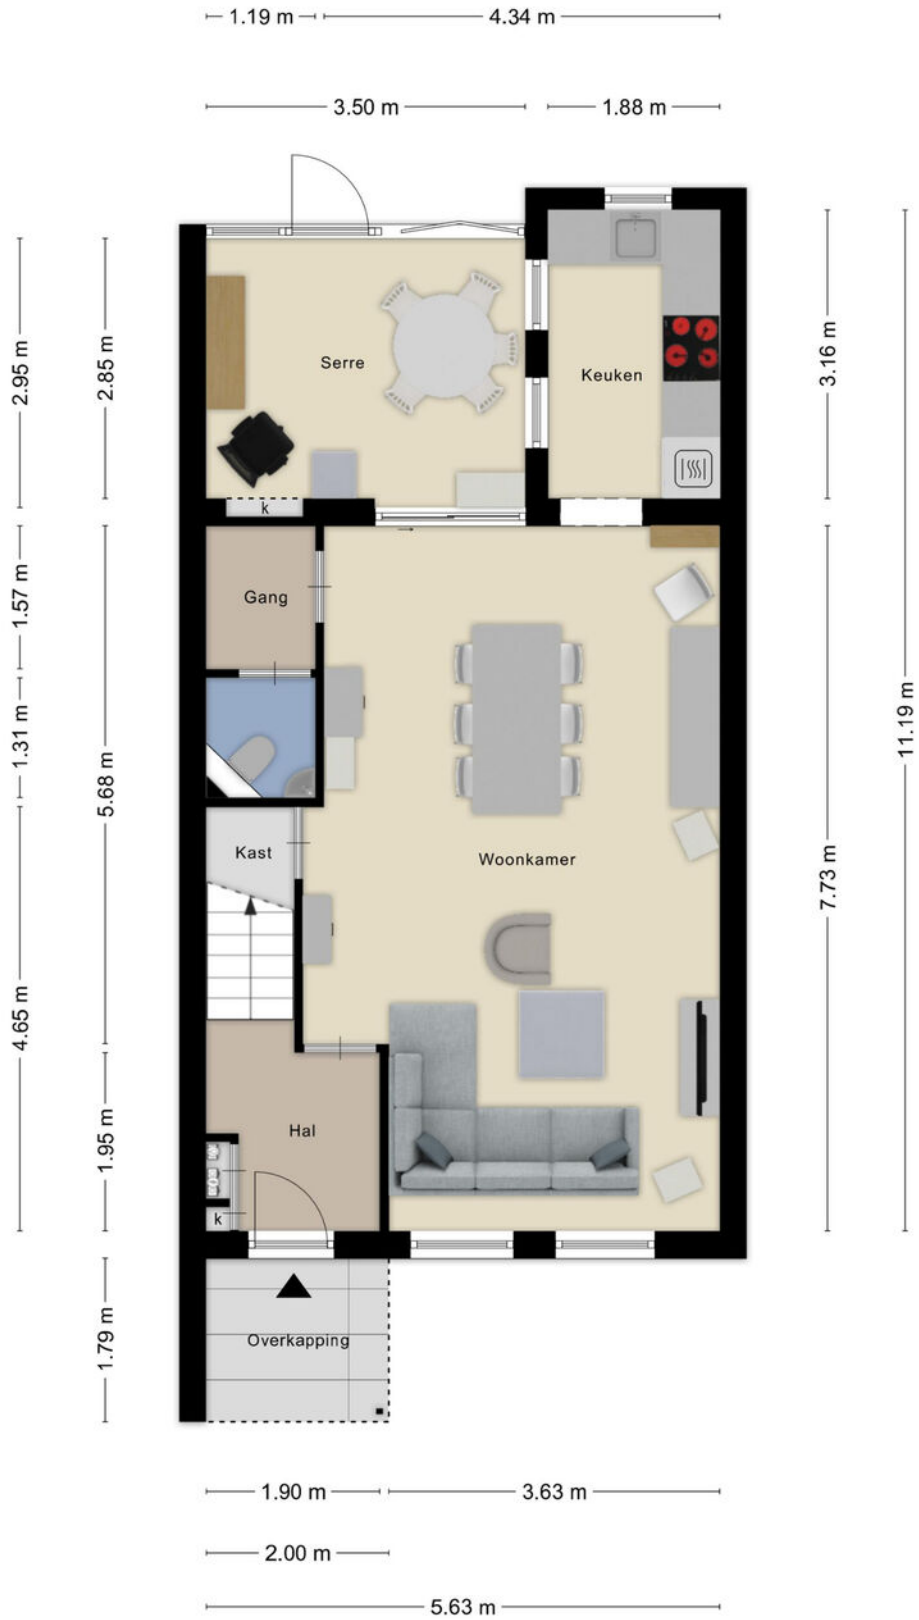 1.19 m
4.34 m
3.50 m
1.88 m
2.95 m
2.85 m
Serre
Keuken
3.16 m
k
Gang
1.57 m
1.31 m
5.68 m
11.19 m
Kast
Woonkamer
7.73 m
4.65 m
Hal
1.95 m
k
Overkapping
1.79 m
1.90 m
3.63 m
2.00 m
5.63 m